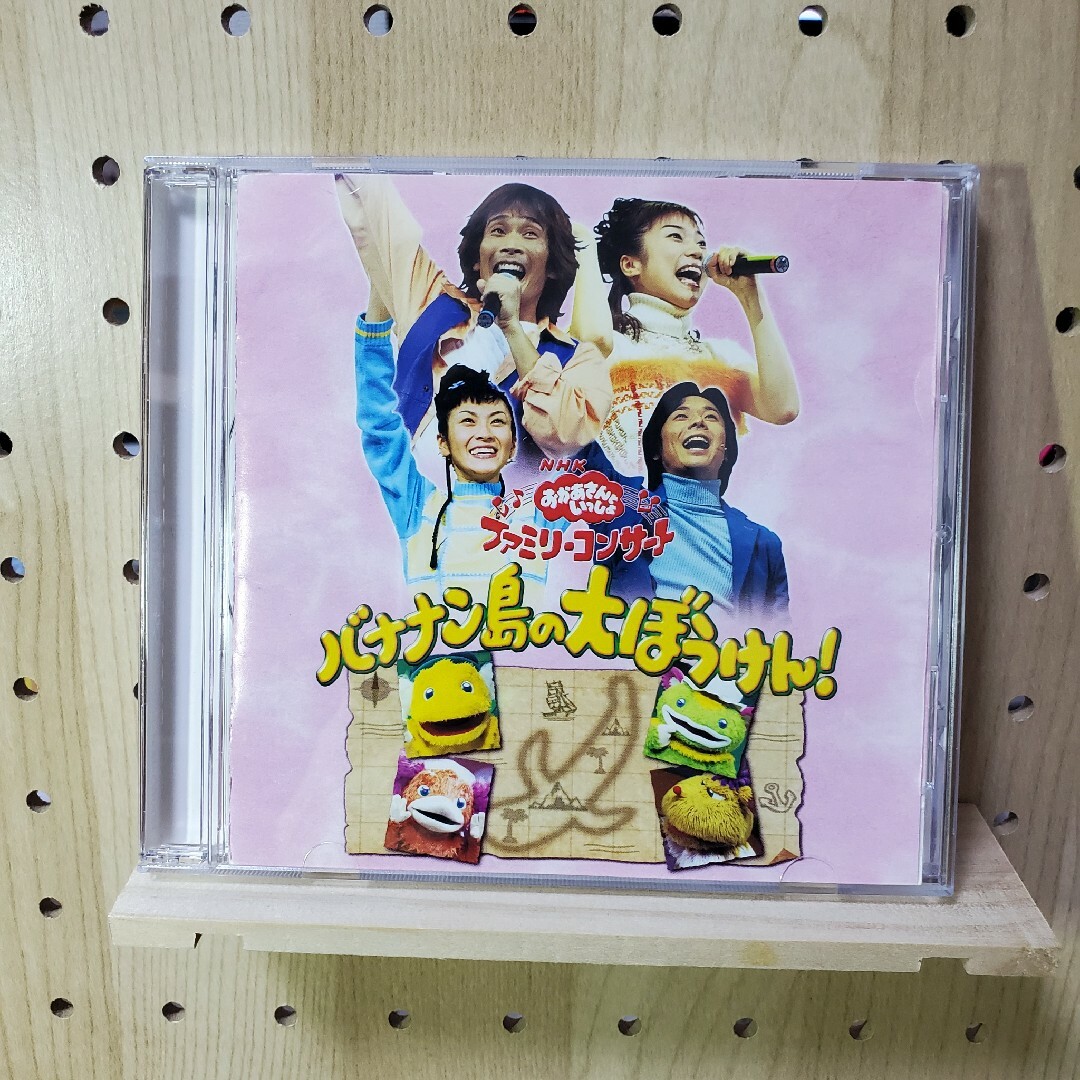 NHK
おかあさんと
いっしょ
ファミリーコンサート
バナナン島の大ぼうけん!